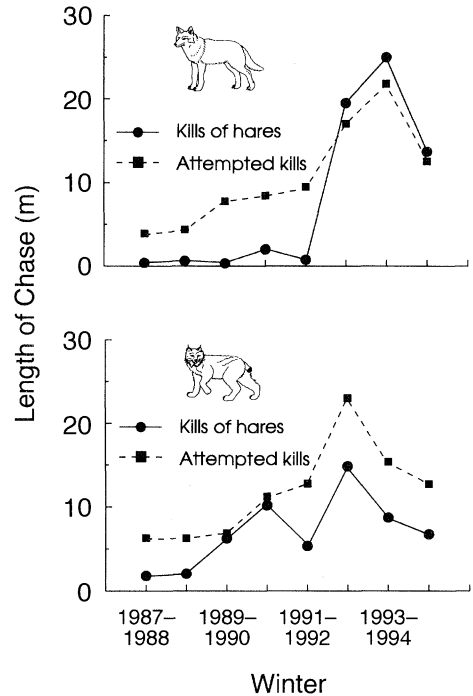 30
20
10
0
Kills of hares
Attempted kills
Length of Chase (m)
30
20
10
0
Kills of hares
Attempted kills
1987– 1989– 1991– 1993–
1988 1990 1992 1994
Winter